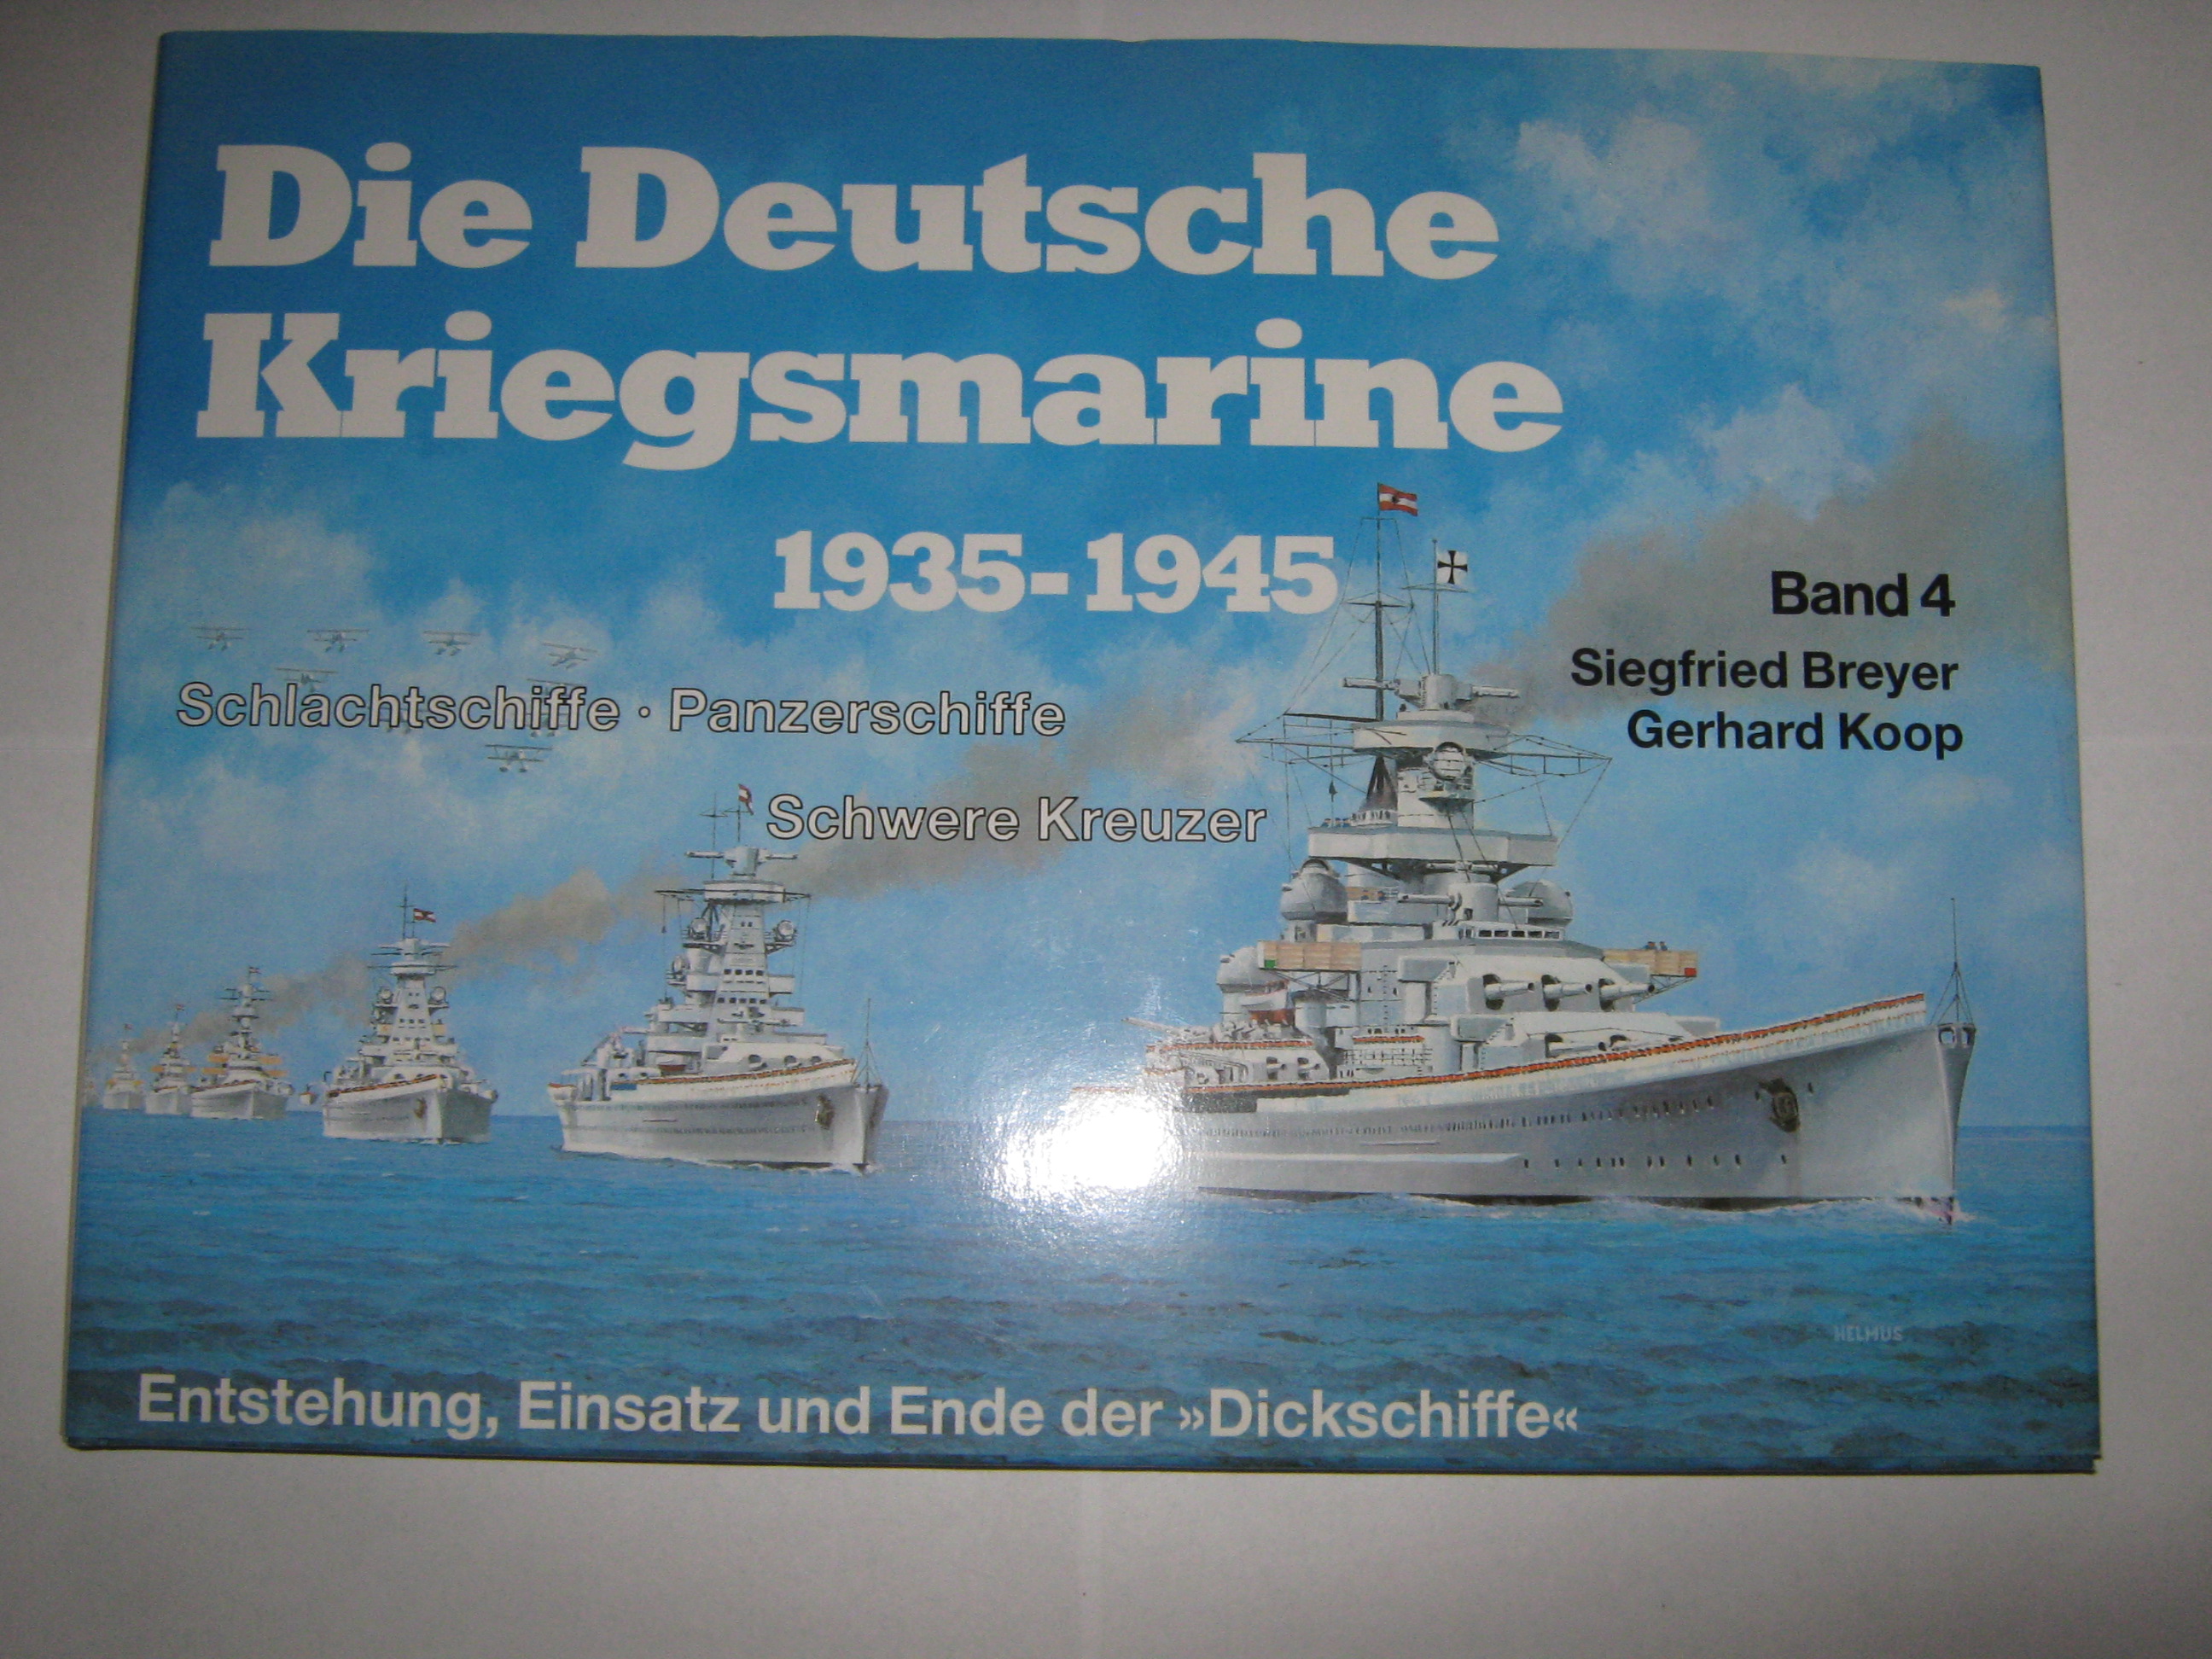 Die Deutsche
Kriegsmarine
1935-1945
Band 4
Siegfried Breyer
Gerhard Koop
Schlachtschiffe · Panzerschiffe
Schwere Kreuzer
HELMUS
Entstehung, Einsatz und Ende der »Dickschiffe«